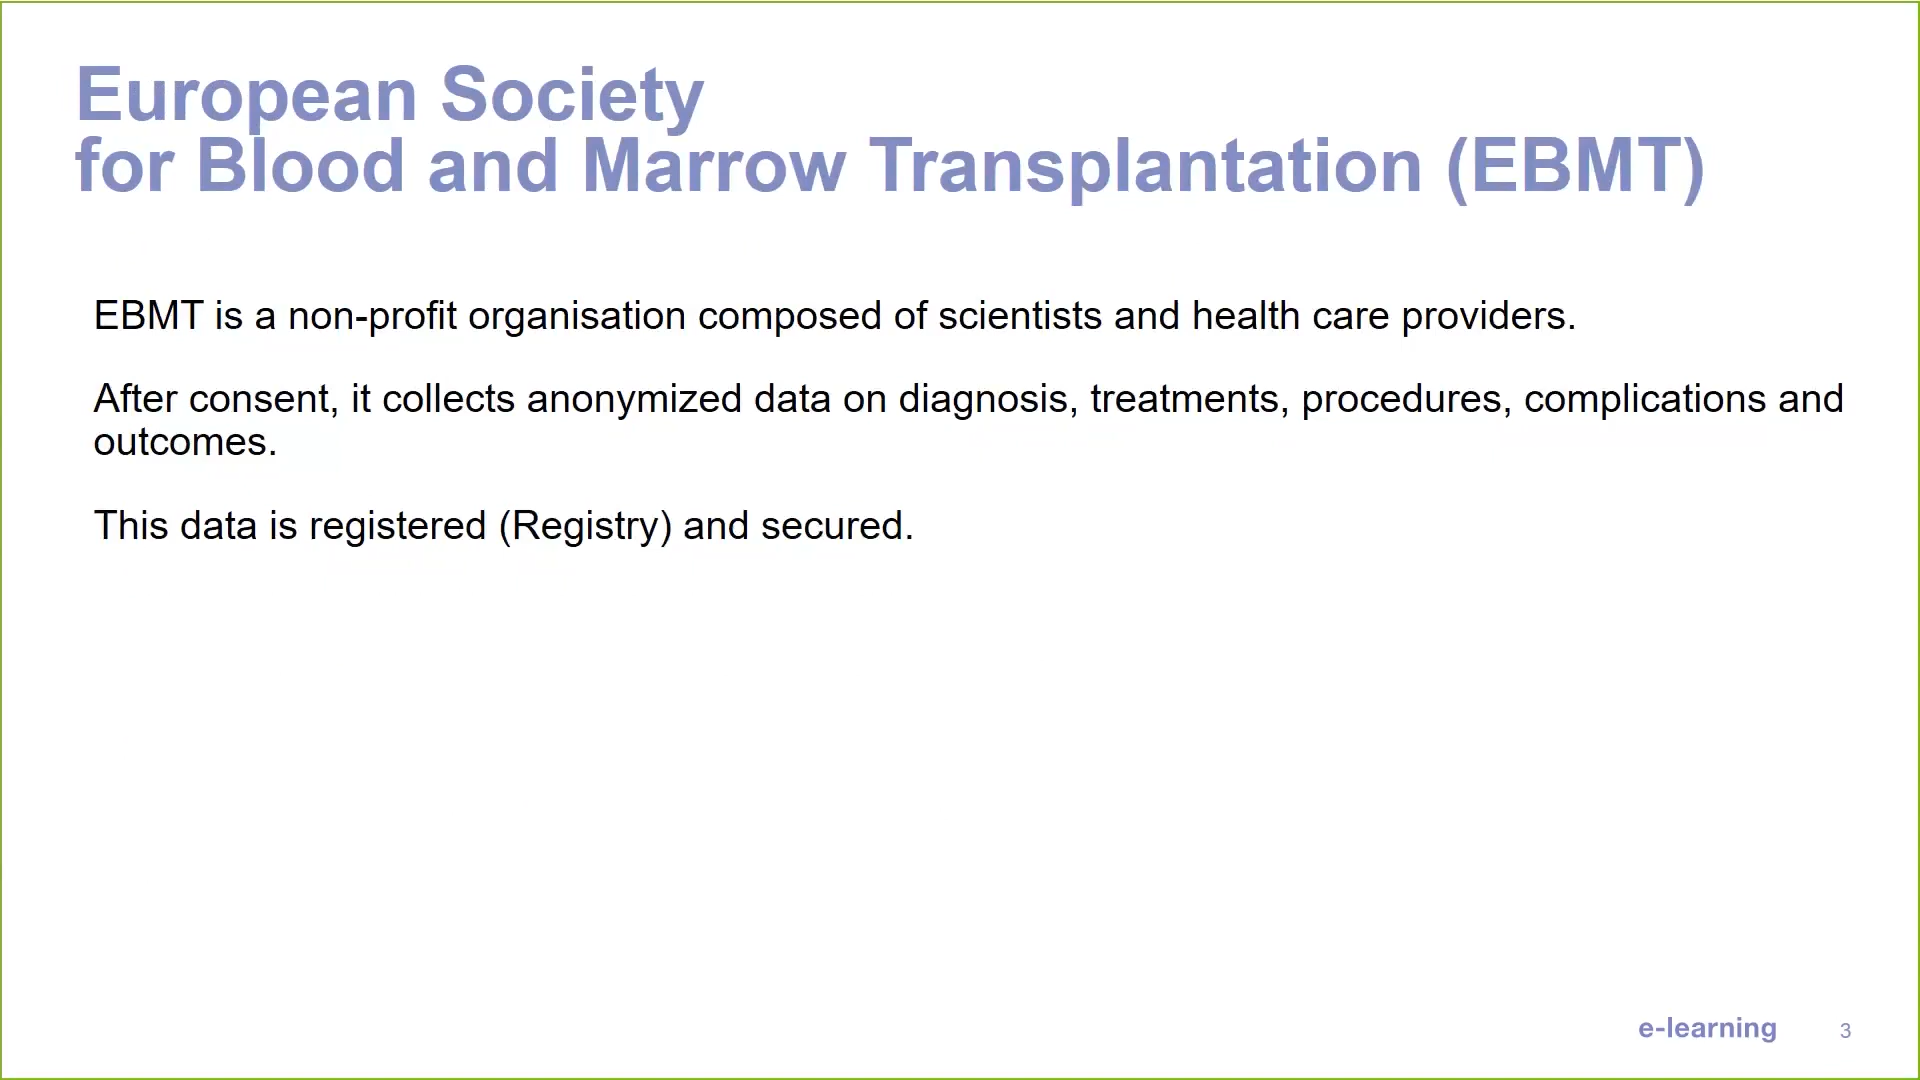 European Society
for Blood and Marrow Transplantation (EBMT)
EBMT is a non-profit organisation composed of scientists and health care providers.
After consent, it collects anonymized data on diagnosis, treatments, procedures, complications and
outcomes.
This data is registered (Registry) and secured.
e-learning 3